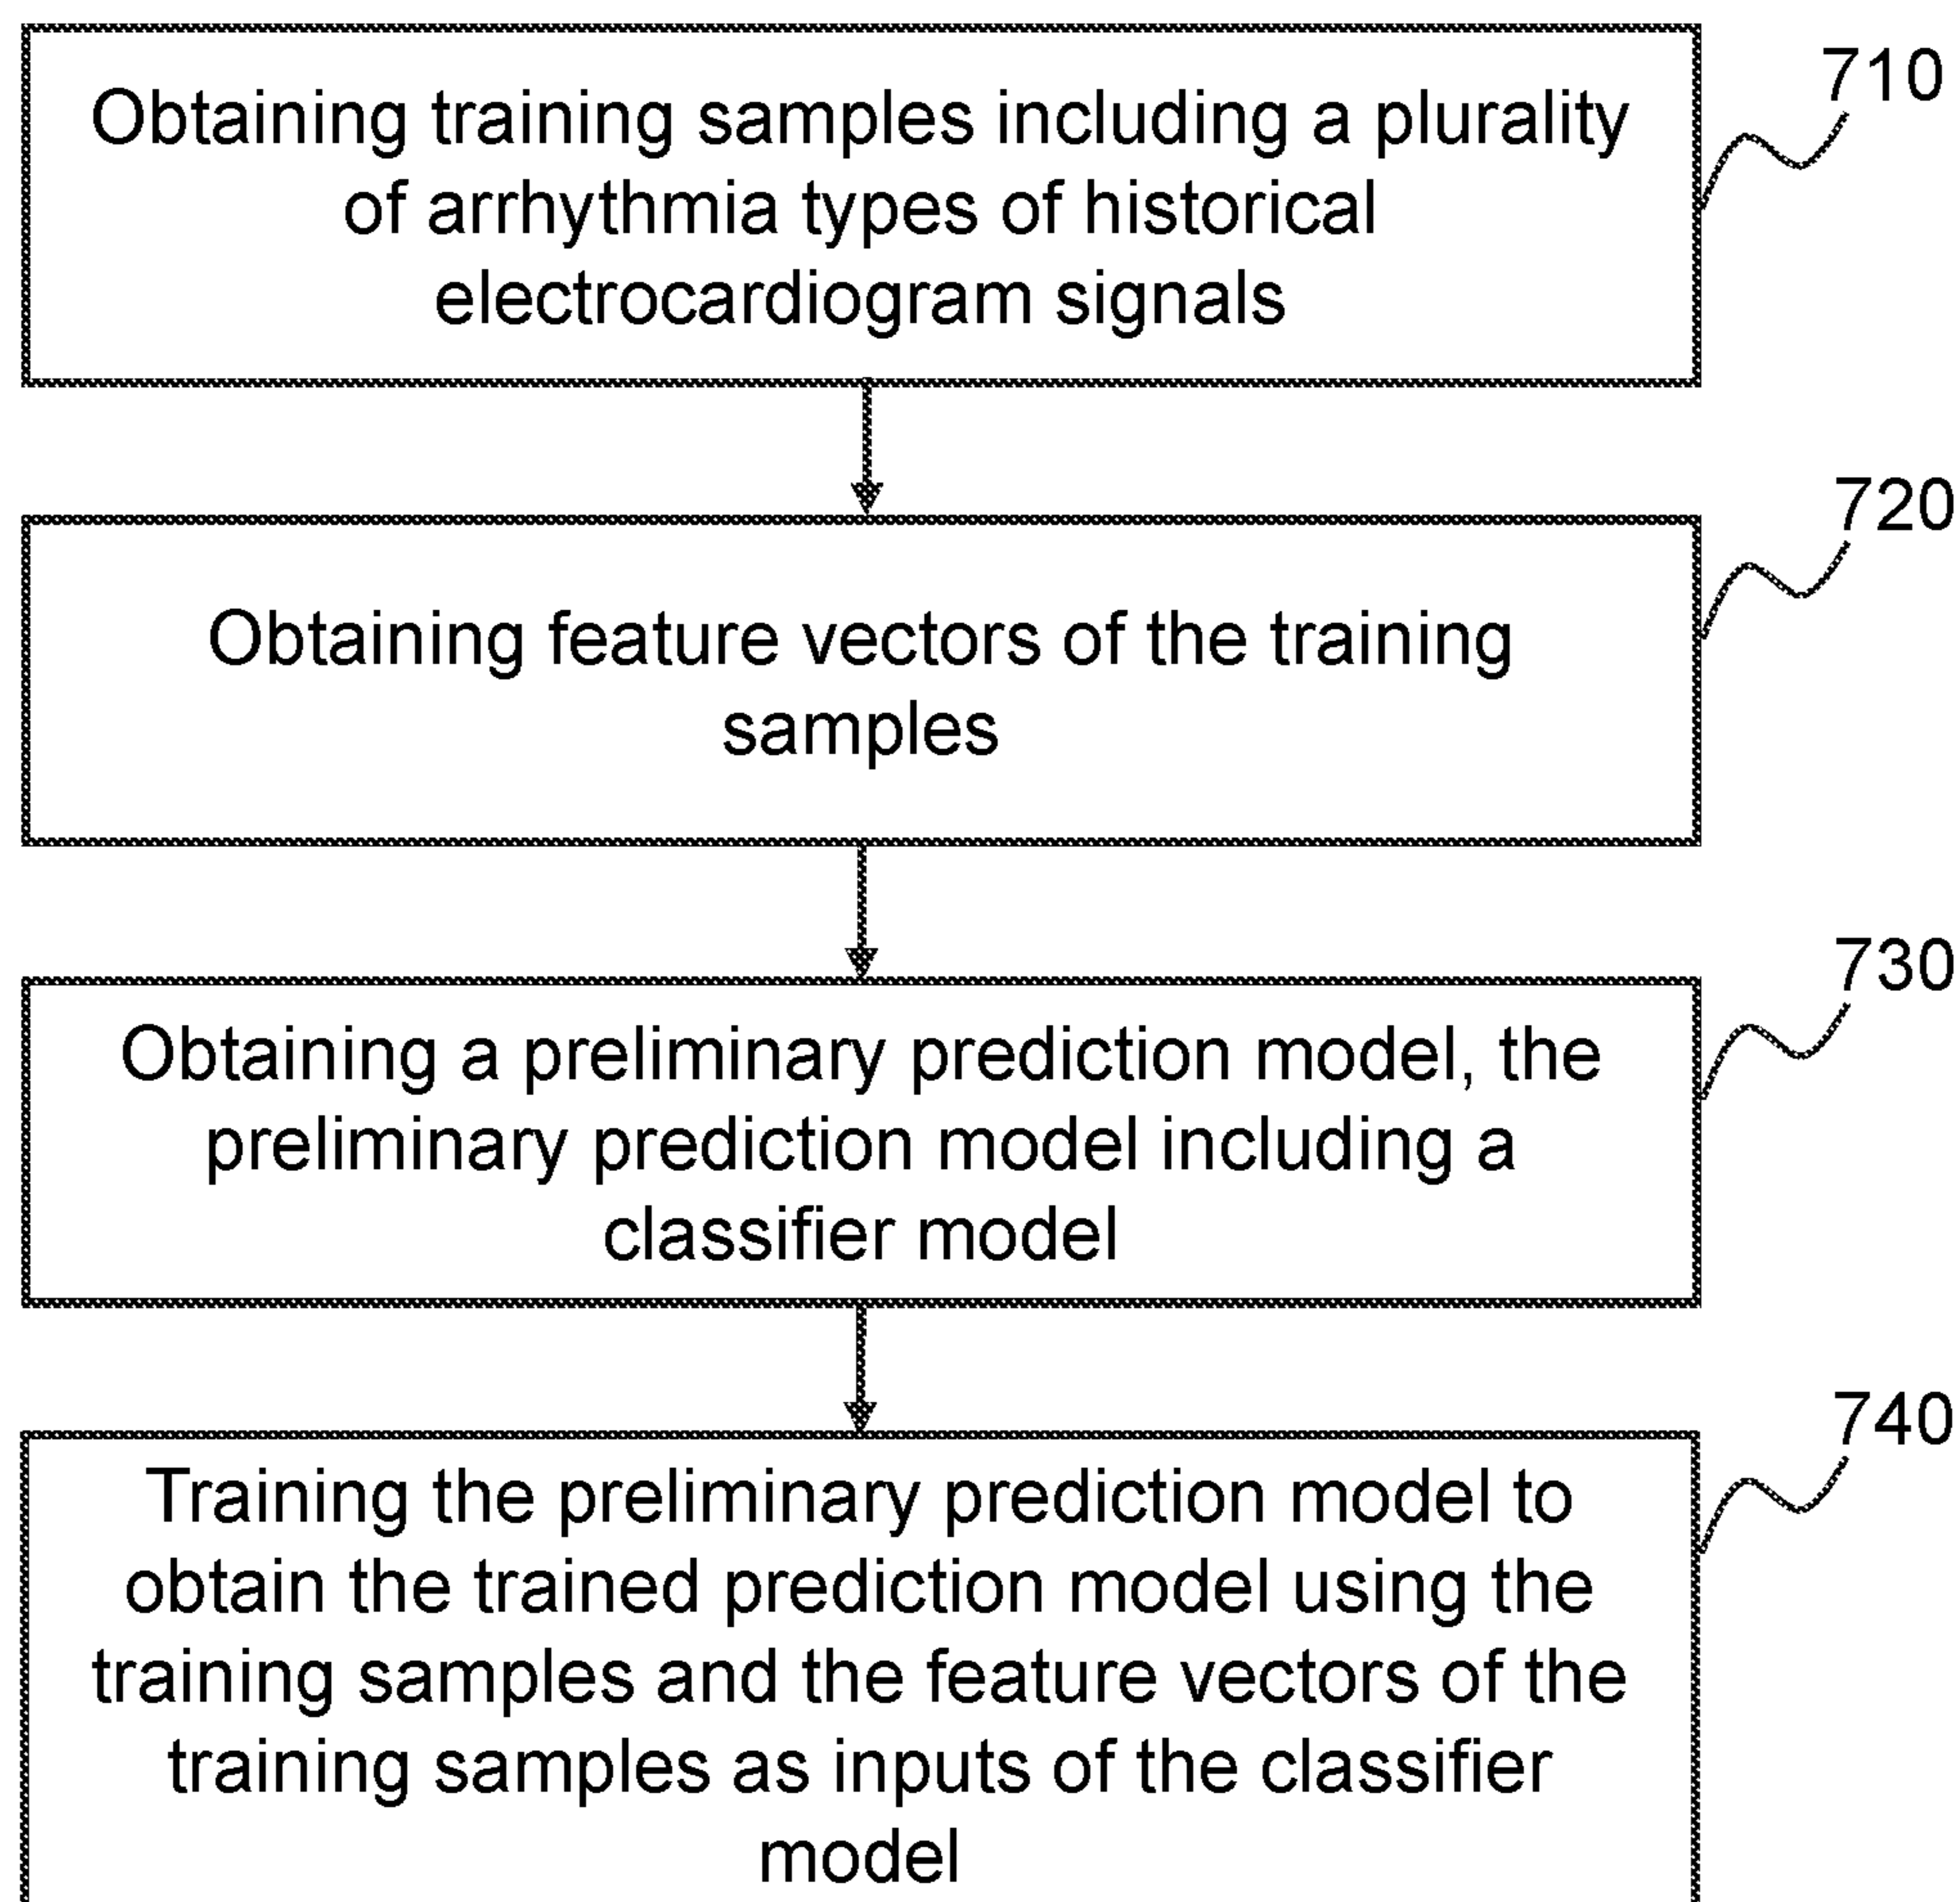 Obtaining training samples including a plurality
of arrhythmia types of historical
electrocardiogram signals
710
Obtaining feature vectors of the training
samples
720
Obtaining a preliminary prediction model, the
preliminary prediction model including a
classifier model
730
Training the preliminary prediction model to
obtain the trained prediction model using the
training samples and the feature vectors of the
training samples as inputs of the classifier
model
740